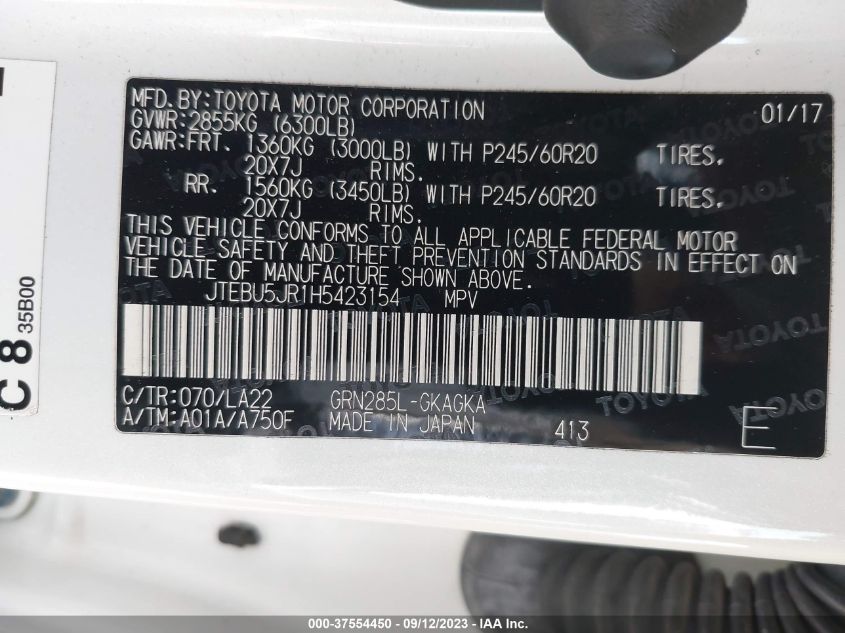 MFD.BY:TOYOTA MOTOR CORPORATION 01/17
GVWR:2855KG (6300LB)
GAWR:FRT. 1360KG (3000LB) WITH P245/60R20 TIRES.
20X7J RIMS.
RR. 1560KG (3450LB) WITH P245/60R20 TIRES.
20X7J RIMS.
THIS VEHICLE CONFORMS TO ALL APPLICABLE FEDERAL MOTOR
VEHICLE SAFETY AND THEFT PREVENTION STANDARDS IN EFFECT ON
THE DATE OF MANUFACTURE SHOWN ABOVE.
JTEBU5JR1H5423154 MPV
C/TR:070/LA22 GRN285L-GKAGKA
A/TM:A01A/A750F MADE IN JAPAN 413 E
C 8 35B00
000-37554450 - 09/12/2023 - IAA Inc.